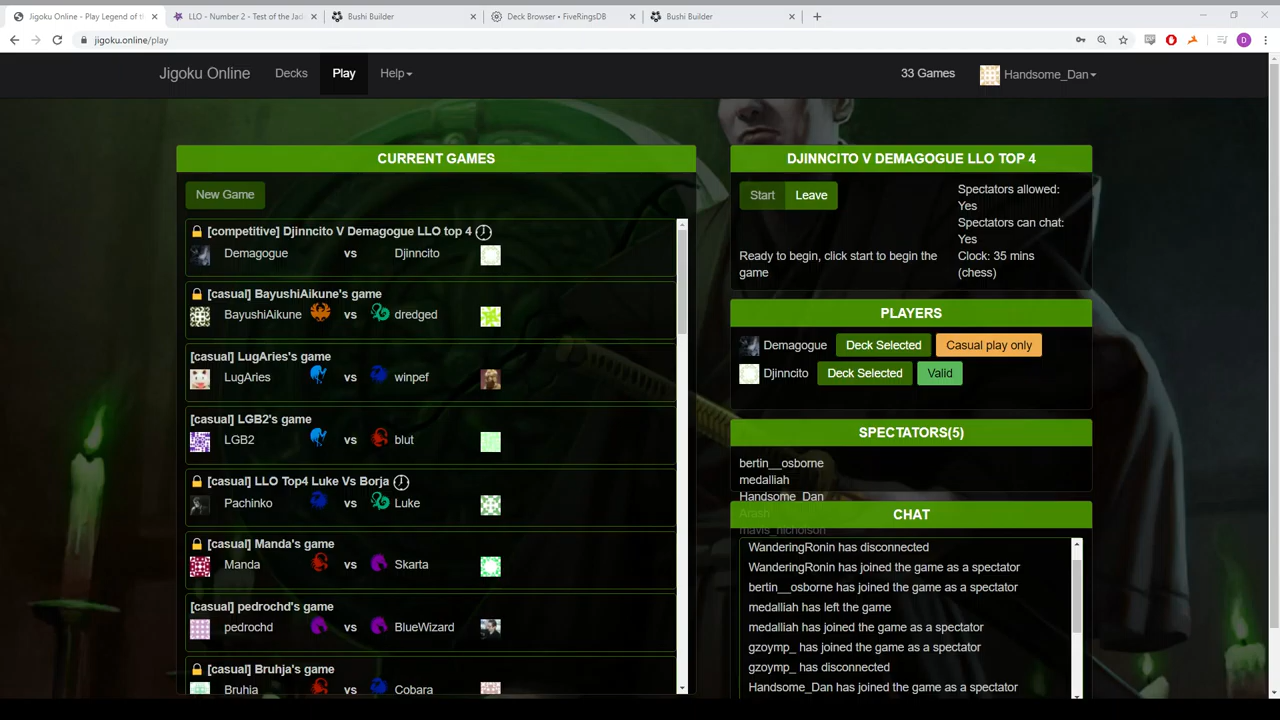 Jigoku Online - Play Legend of th
LLO - Number 2 - Test of the Jad
Bushi Builder
Deck Browser • FiveRingsDB
Bushi Builder
jigoku.online/play
D
Jigoku Online
Decks
Play
Help
33 Games
Handsome_Dan
CURRENT GAMES
New Game
[competitive] Djinncito V Demagogue LLO top 4
Demagogue vs Djinncito
[casual] BayushiAikune's game
BayushiAikune vs dredged
[casual] LugAries's game
LugAries vs winpef
[casual] LGB2's game
LGB2 vs blut
[casual] LLO Top4 Luke Vs Borja
Pachinko vs Luke
[casual] Manda's game
Manda vs Skarta
[casual] pedrochd's game
pedrochd vs BlueWizard
[casual] Bruhja's game
Bruhja vs Cobara
DJINNCITO V DEMAGOGUE LLO TOP 4
Start Leave
Spectators allowed:
Yes
Spectators can chat:
Yes
Clock: 35 mins
(chess)
Ready to begin, click start to begin the
game
PLAYERS
Demagogue Deck Selected Casual play only
Djinncito Deck Selected Valid
SPECTATORS(5)
bertin__osborne
medalliah
Handsome_Dan
Arash
mavis_nicholson
CHAT
WanderingRonin has disconnected
WanderingRonin has joined the game as a spectator
bertin__osborne has joined the game as a spectator
medalliah has left the game
medalliah has joined the game as a spectator
gzoymp_ has joined the game as a spectator
gzoymp_ has disconnected
Handsome_Dan has joined the game as a spectator